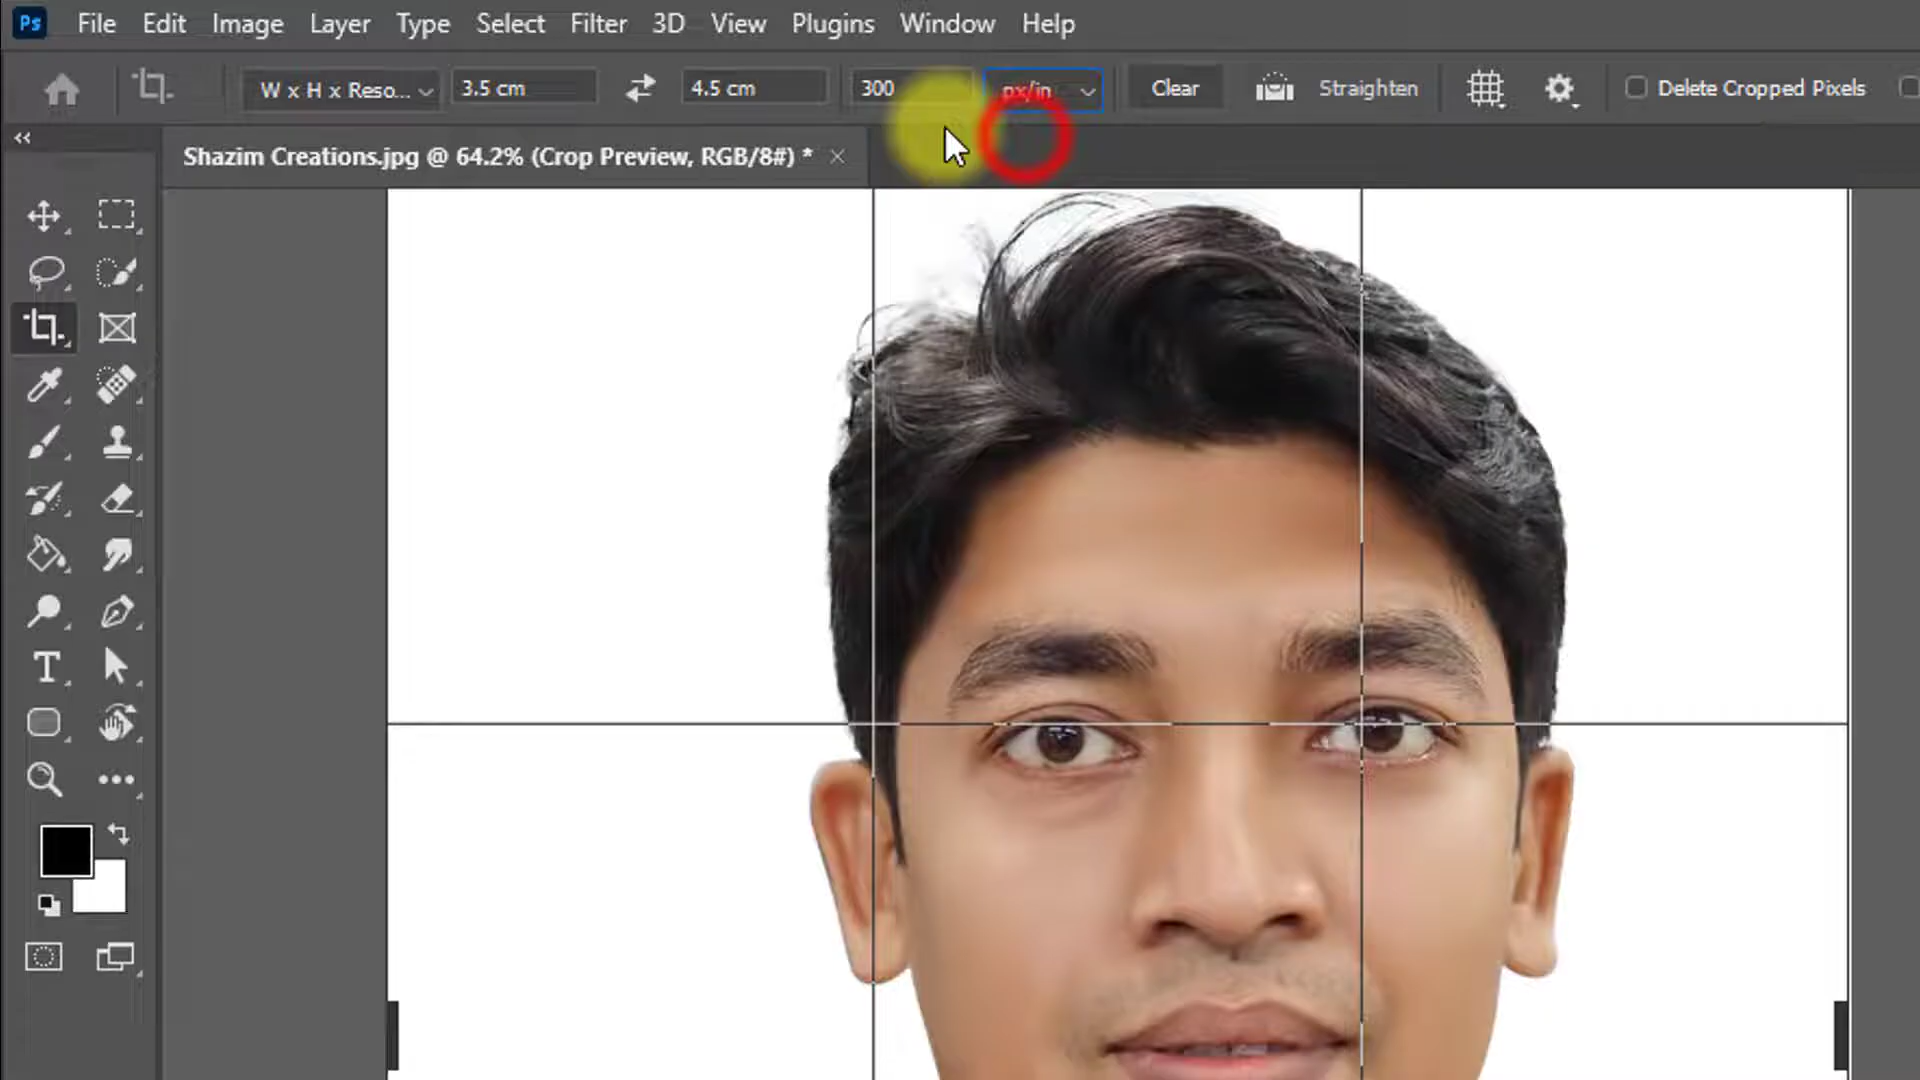 Ps File Edit Image Layer Type Select Filter 3D View Plugins Window Help
W x H x Reso... 3.5 cm 4.5 cm 300 px/in Clear Straighten Delete Cropped Pixels
Shazim Creations.jpg @ 64.2% (Crop Preview, RGB/8#) * ×
T